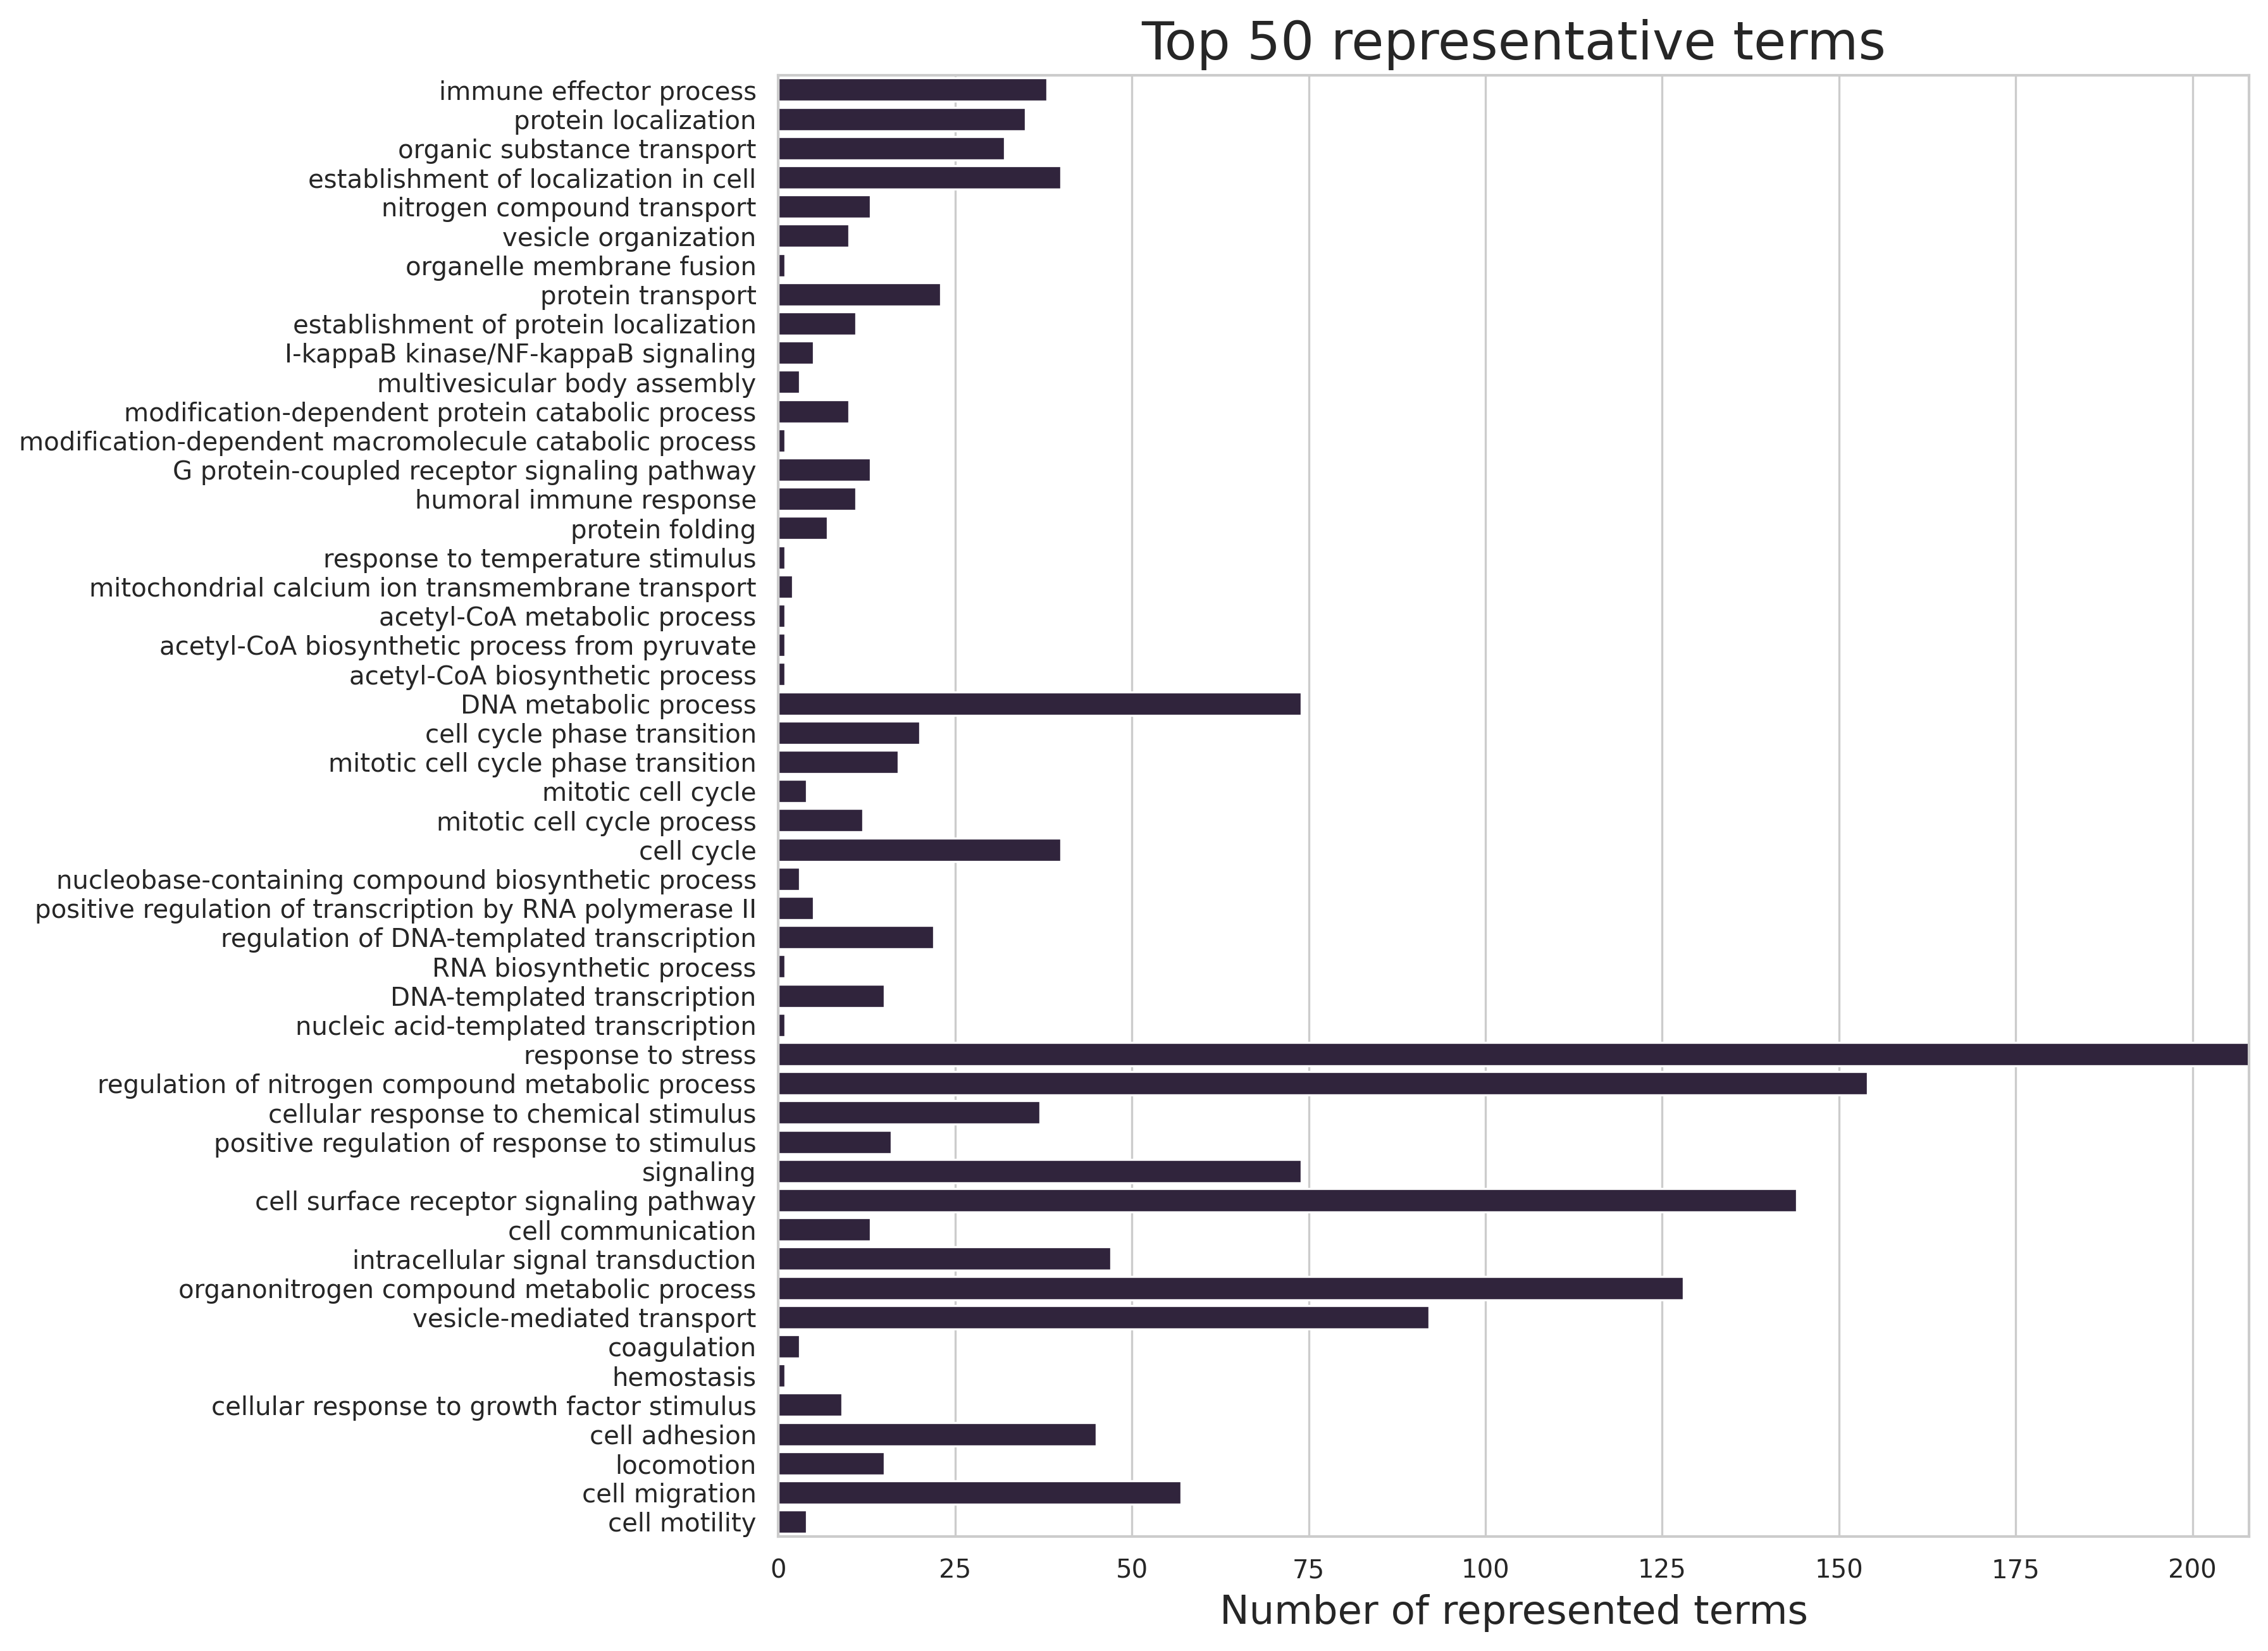 Top 50 representative terms
immune effector process
protein localization
organic substance transport
establishment of localization in cell
nitrogen compound transport
vesicle organization
organelle membrane fusion
protein transport
establishment of protein localization
I-kappaB kinase/NF-kappaB signaling
multivesicular body assembly
modification-dependent protein catabolic process
modification-dependent macromolecule catabolic process
G protein-coupled receptor signaling pathway
humoral immune response
protein folding
response to temperature stimulus
mitochondrial calcium ion transmembrane transport
acetyl-CoA metabolic process
acetyl-CoA biosynthetic process from pyruvate
acetyl-CoA biosynthetic process
DNA metabolic process
cell cycle phase transition
mitotic cell cycle phase transition
mitotic cell cycle
mitotic cell cycle process
cell cycle
nucleobase-containing compound biosynthetic process
positive regulation of transcription by RNA polymerase II
regulation of DNA-templated transcription
RNA biosynthetic process
DNA-templated transcription
nucleic acid-templated transcription
response to stress
regulation of nitrogen compound metabolic process
cellular response to chemical stimulus
positive regulation of response to stimulus
signaling
cell surface receptor signaling pathway
cell communication
intracellular signal transduction
organonitrogen compound metabolic process
vesicle-mediated transport
coagulation
hemostasis
cellular response to growth factor stimulus
cell adhesion
locomotion
cell migration
cell motility
0 25 50 75 100 125 150 175 200
Number of represented terms